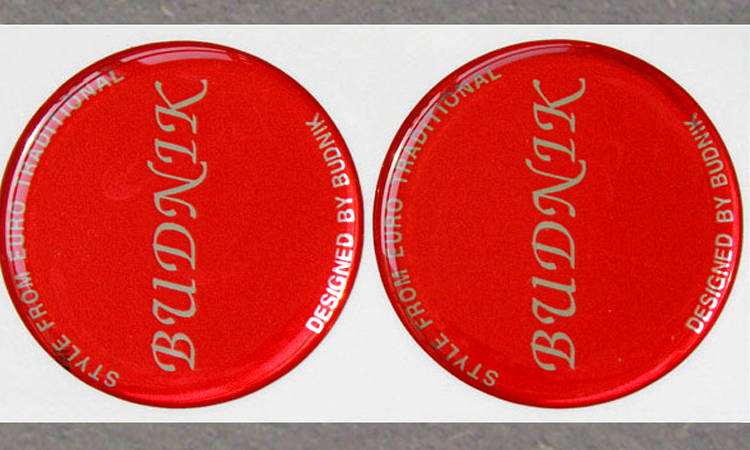 STYLE FROM EURO TRADITIONAL
BUDNIK
DESIGNED BY BUDNIK
STYLE FROM EURO TRADITIONAL
BUDNIK
DESIGNED BY BUDNIK